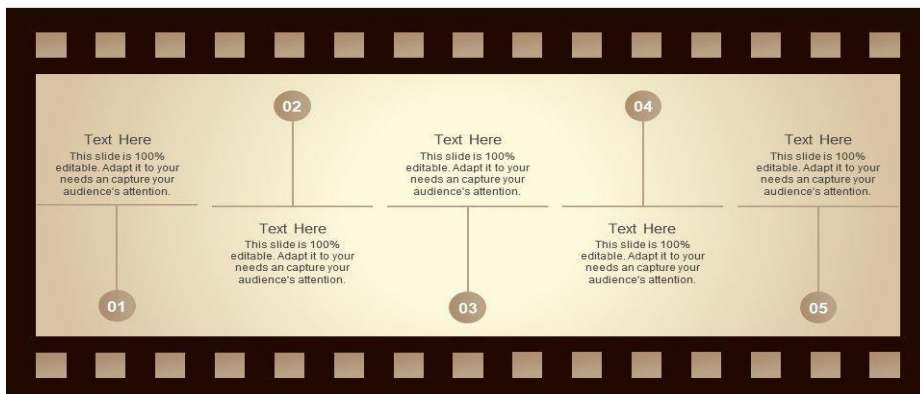 Text Here
This slide is 100%
editable. Adapt it to your
needs an capture your
audience's attention.
01
02
Text Here
This slide is 100%
editable. Adapt it to your
needs an capture your
audience's attention.
Text Here
This slide is 100%
editable. Adapt it to your
needs an capture your
audience's attention.
03
04
Text Here
This slide is 100%
editable. Adapt it to your
needs an capture your
audience's attention.
Text Here
This slide is 100%
editable. Adapt it to your
needs an capture your
audience's attention.
05